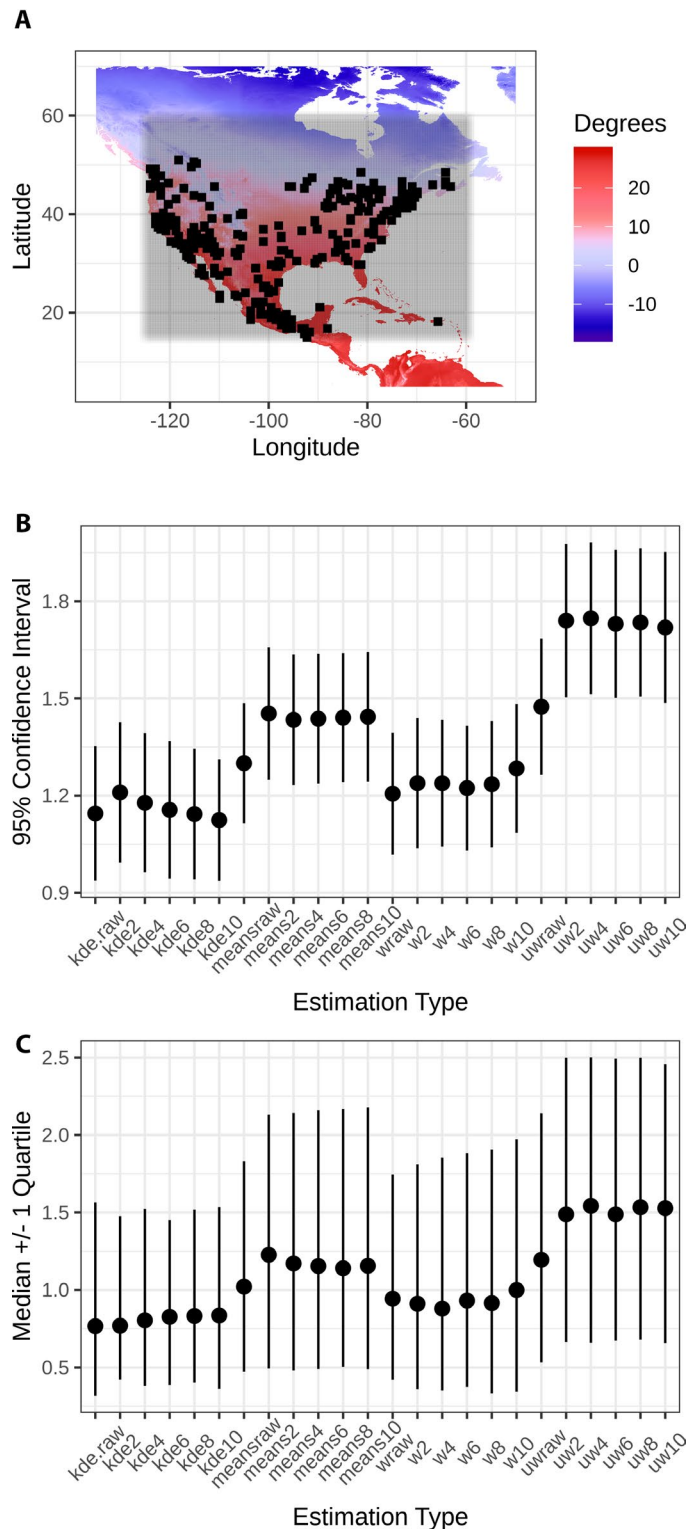 A
Latitude
60
40
20
-120
-100
-80
-60
Longitude
Degrees
20
10
0
-10
B
95% Confidence Interval
1.8
1.5
1.2
0.9
kde.raw
kde2
kde4
kde6
kde8
kde10
meansraw
means2
means4
means6
means8
means10
wraw
w2
w4
w6
w8
w10
uwraw
uw2
uw4
uw6
uw8
uw10
Estimation Type
C
Median +/- 1 Quartile
2.5
2.0
1.5
1.0
0.5
kde.raw
kde2
kde4
kde6
kde8
kde10
meansraw
means2
means4
means6
means8
means10
wraw
w2
w4
w6
w8
w10
uwraw
uw2
uw4
uw6
uw8
uw10
Estimation Type